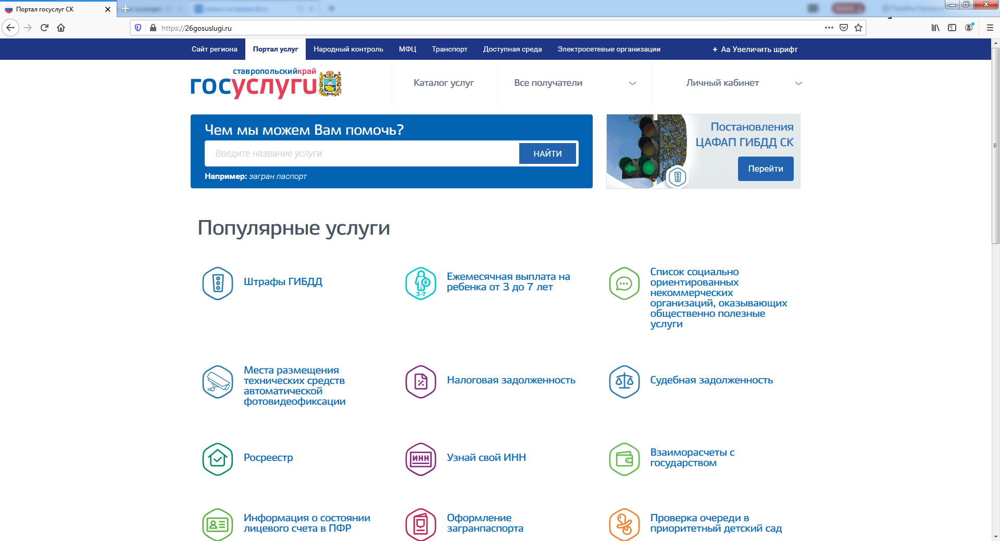 Портал госуслуг СК
https://26gosuslugi.ru
Сайт региона
Портал услуг
Народный контроль
МФЦ
Транспорт
Доступная среда
Электросетевые организации
+ Аа Увеличить шрифт
ставропольскийкрай
госуслуги
Каталог услуг
Все получатели
Личный кабинет
Чем мы можем Вам помочь?
Введите название услуги
НАЙТИ
Например: загран паспорт
Постановления
ЦАФАП ГИБДД СК
Перейти
Популярные услуги
Штрафы ГИБДД
3-7
Ежемесячная выплата на
ребенка от 3 до 7 лет
Список социально
ориентированных
некоммерческих
организаций, оказывающих
общественно полезные
услуги
Места размещения
технических средств
автоматической
фотовидеофиксации
Налоговая задолженность
Судебная задолженность
Росреестр
ИНН
Узнай свой ИНН
Взаиморасчеты с
государством
Информация о состоянии
лицевого счета в ПФР
Оформление
загранпаспорта
Проверка очереди в
приоритетный детский сад